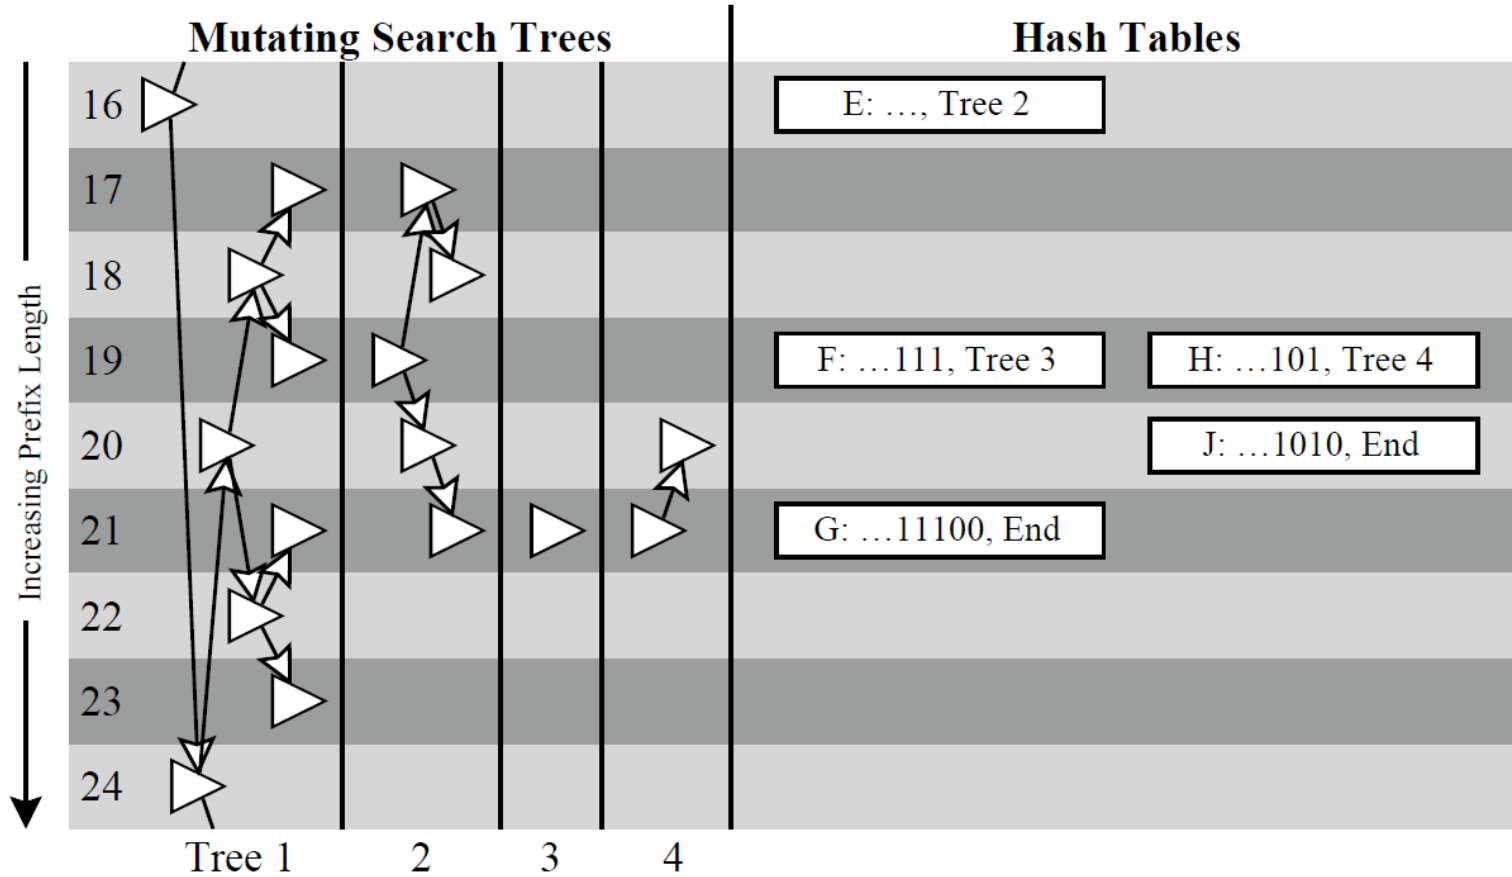 Mutating Search Trees
Hash Tables
Increasing Prefix Length
16
E: …, Tree 2
17
18
19
F: …111, Tree 3
H: …101, Tree 4
20
J: …1010, End
21
G: …11100, End
22
23
24
Tree 1
2
3
4